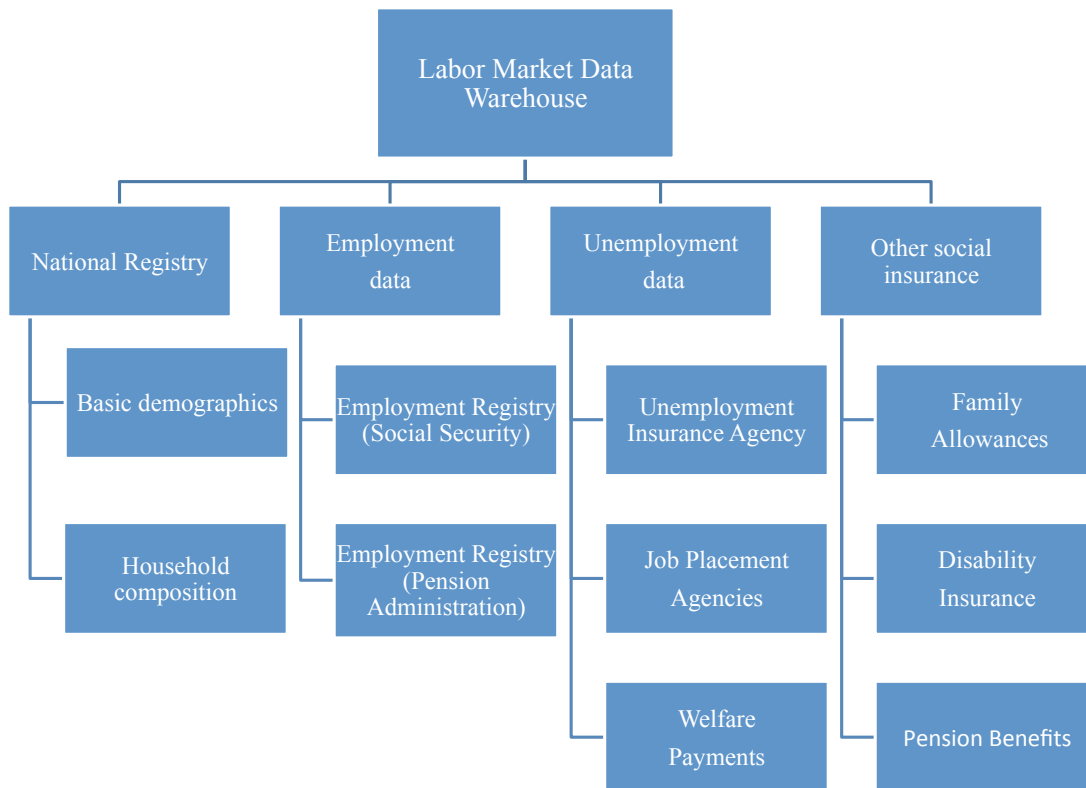 Labor Market Data
Warehouse
National Registry
Employment
data
Unemployment
data
Other social
insurance
Basic demographics
Household
composition
Employment Registry
(Social Security)
Employment Registry
(Pension
Administration)
Unemployment
Insurance Agency
Job Placement
Agencies
Welfare
Payments
Family
Allowances
Disability
Insurance
Pension Benefits